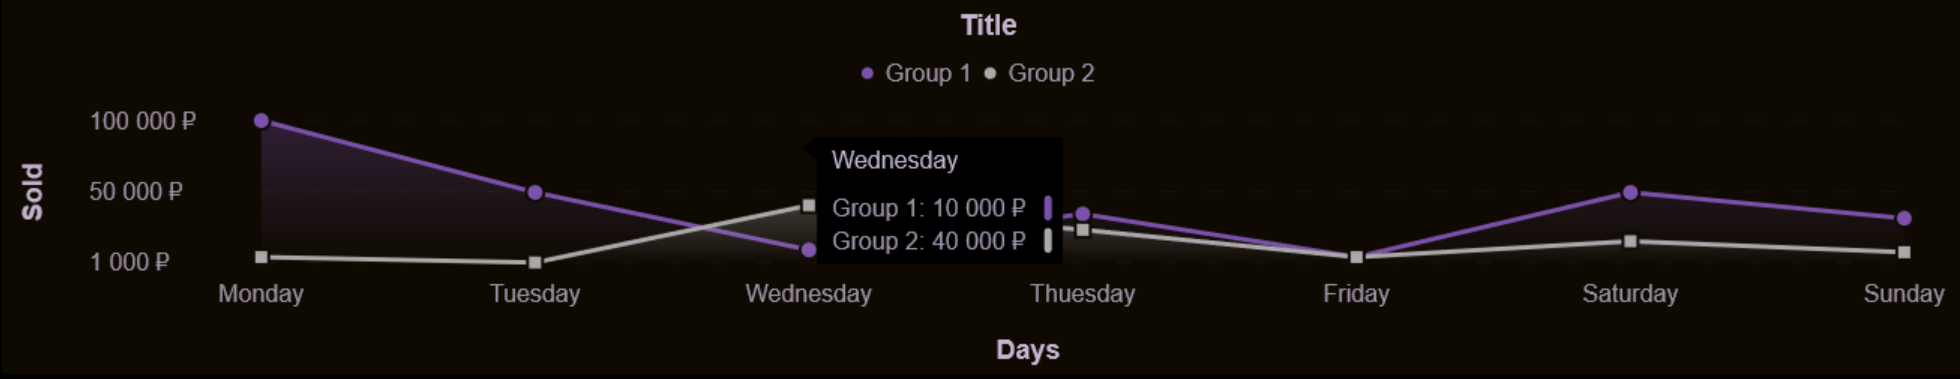 Title
Group 1 Group 2
Sold
100 000 ₽
50 000 ₽
1 000 ₽
Wednesday
Group 1: 10 000 ₽
Group 2: 40 000 ₽
Monday Tuesday Wednesday Thuesday Friday Saturday Sunday
Days